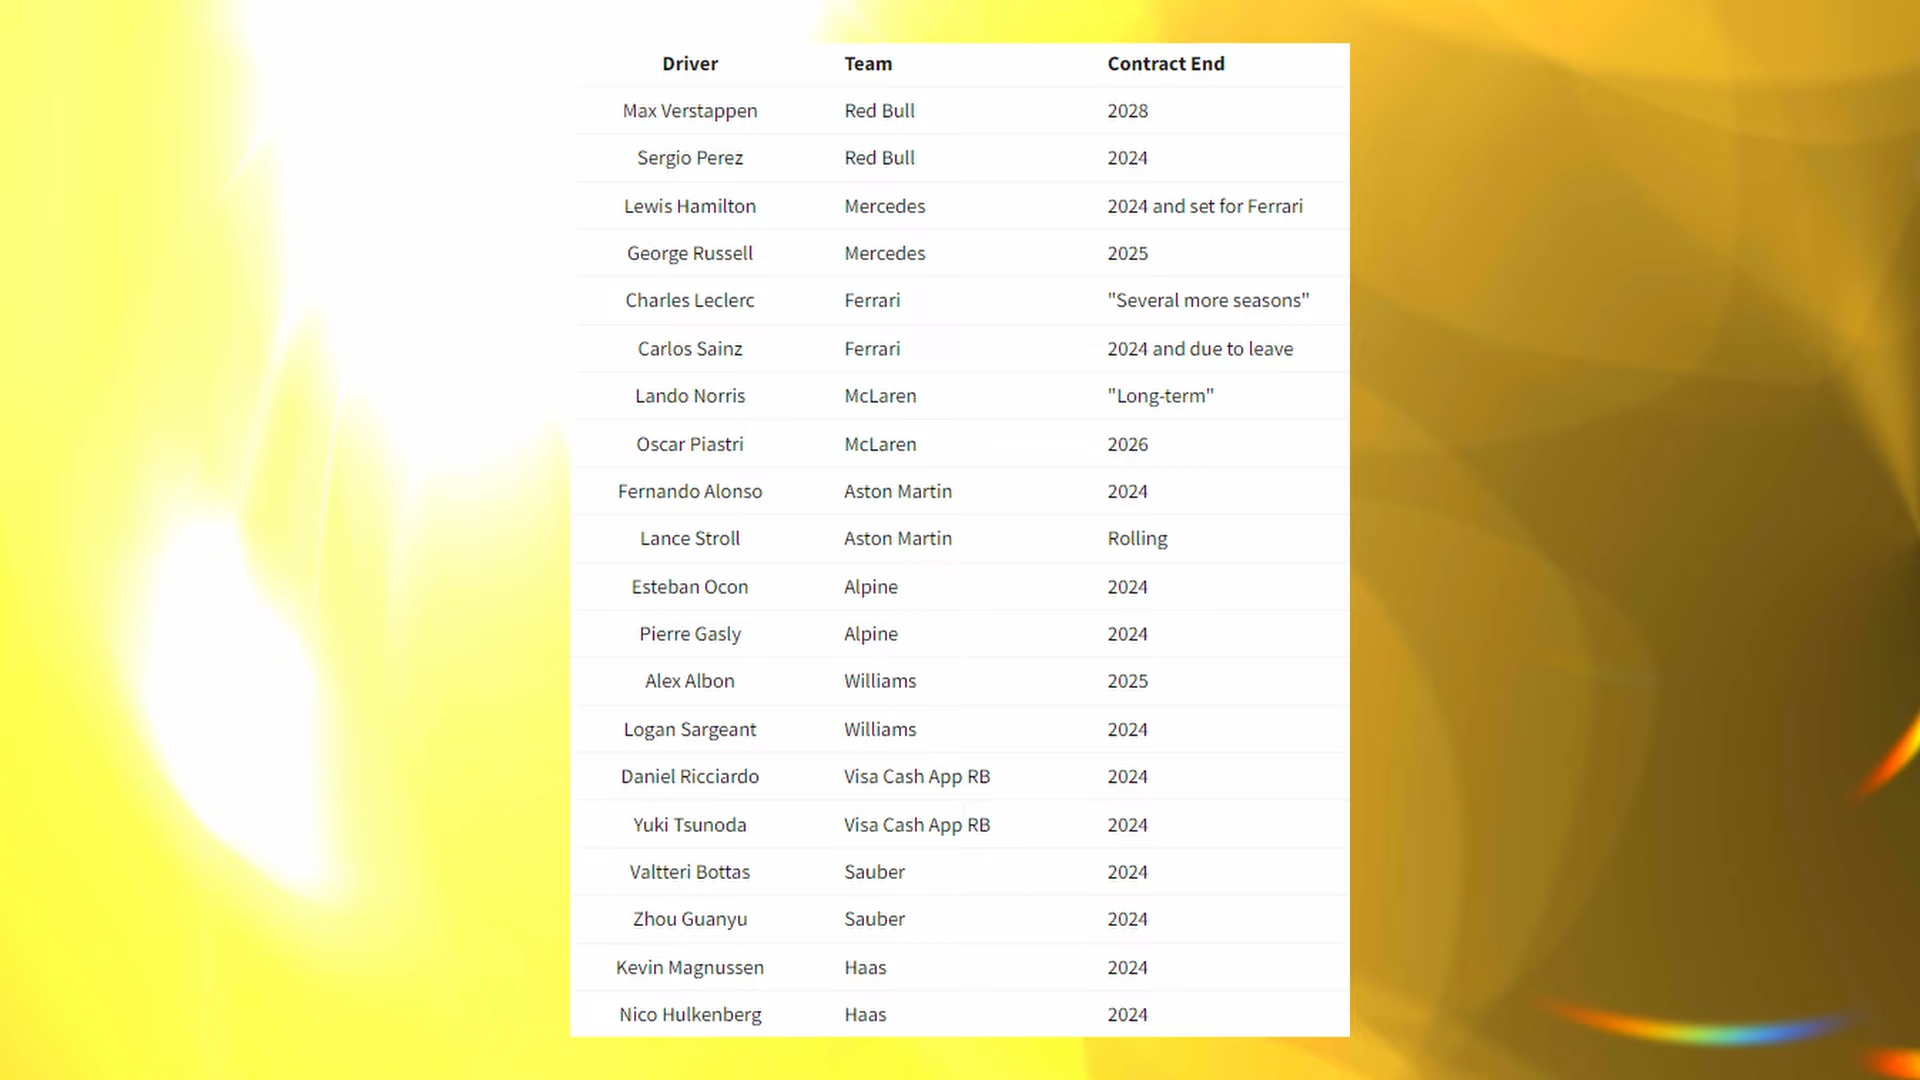 Driver Team Contract End
Max Verstappen Red Bull 2028
Sergio Perez Red Bull 2024
Lewis Hamilton Mercedes 2024 and set for Ferrari
George Russell Mercedes 2025
Charles Leclerc Ferrari "Several more seasons"
Carlos Sainz Ferrari 2024 and due to leave
Lando Norris McLaren "Long-term"
Oscar Piastri McLaren 2026
Fernando Alonso Aston Martin 2024
Lance Stroll Aston Martin Rolling
Esteban Ocon Alpine 2024
Pierre Gasly Alpine 2024
Alex Albon Williams 2025
Logan Sargeant Williams 2024
Daniel Ricciardo Visa Cash App RB 2024
Yuki Tsunoda Visa Cash App RB 2024
Valtteri Bottas Sauber 2024
Zhou Guanyu Sauber 2024
Kevin Magnussen Haas 2024
Nico Hulkenberg Haas 2024